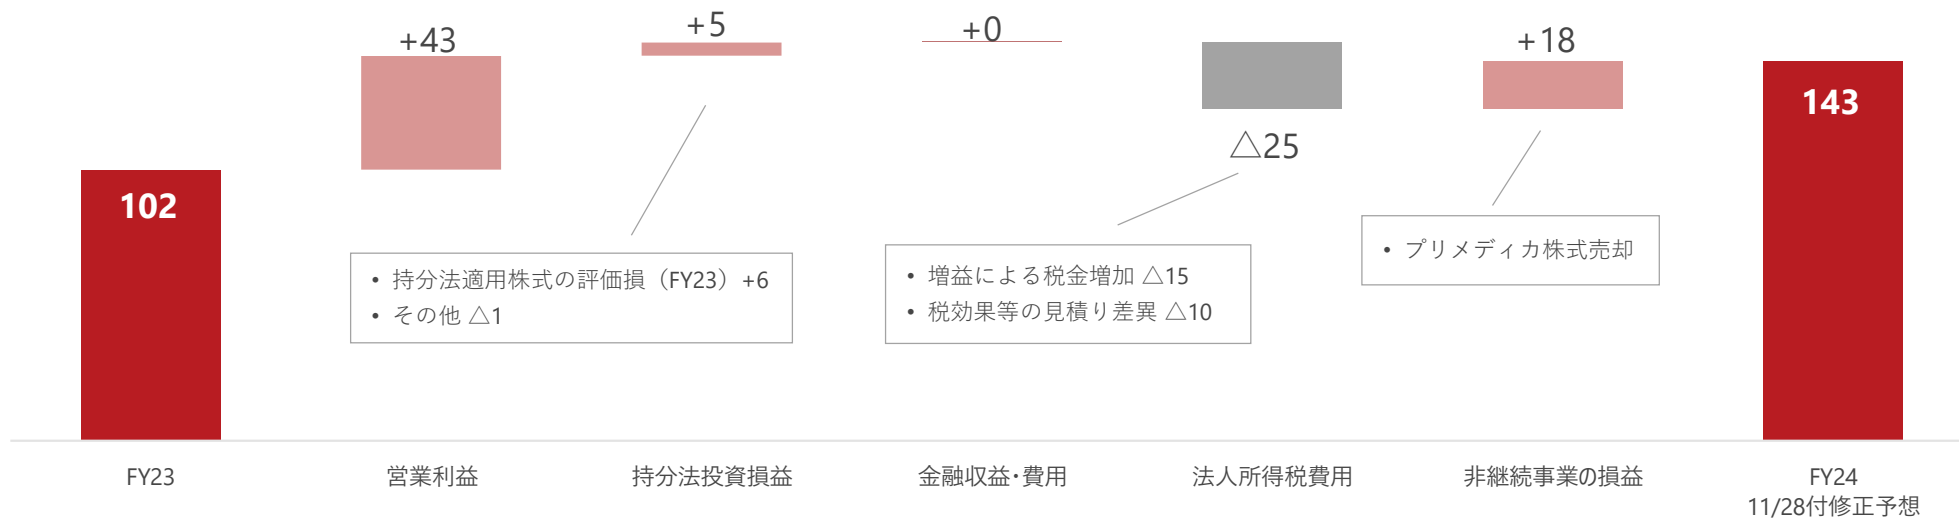 +43
+5
+0
+18
102
143
△25
• 持分法適用株式の評価損（FY23）+6
• その他 △1
• 増益による税金増加 △15
• 税効果等の見積り差異 △10
• プリメディカ株式売却
FY23
営業利益
持分法投資損益
金融収益・費用
法人所得税費用
非継続事業の損益
FY24
11/28付修正予想